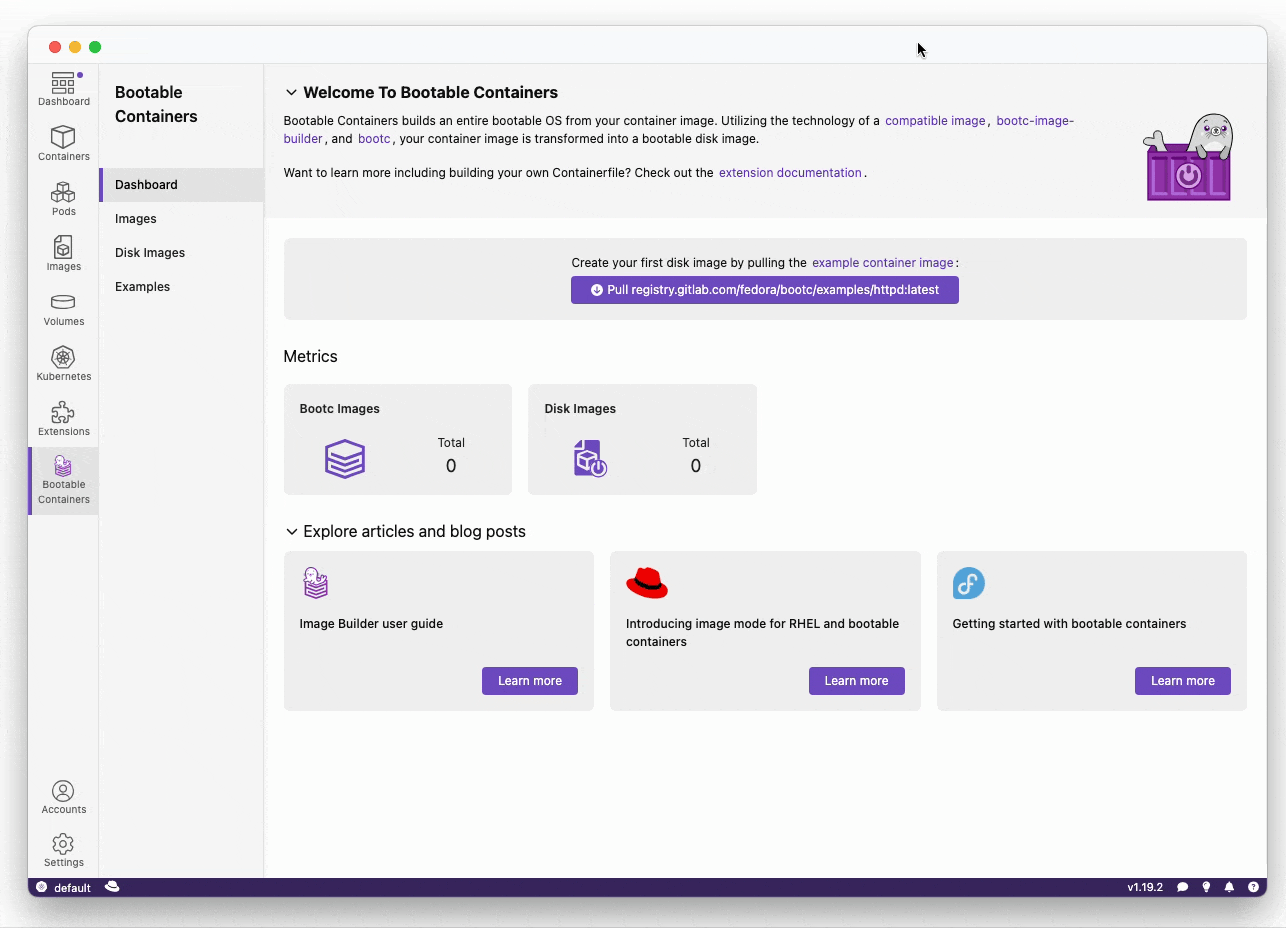 Dashboard
Containers
Pods
Images
Volumes
Kubernetes
Extensions
Bootable
Containers
Accounts
Settings
Bootable
Containers
Dashboard
Images
Disk Images
Examples
Welcome To Bootable Containers
Bootable Containers builds an entire bootable OS from your container image. Utilizing the technology of a compatible image, bootc-image-
builder, and bootc, your container image is transformed into a bootable disk image.
Want to learn more including building your own Containerfile? Check out the extension documentation.
Create your first disk image by pulling the example container image:
Pull registry.gitlab.com/fedora/bootc/examples/httpd:latest
Metrics
Bootc Images
Total
0
Disk Images
Total
0
Explore articles and blog posts
Image Builder user guide
Learn more
Introducing image mode for RHEL and bootable
containers
Learn more
Getting started with bootable containers
Learn more
default
v1.19.2